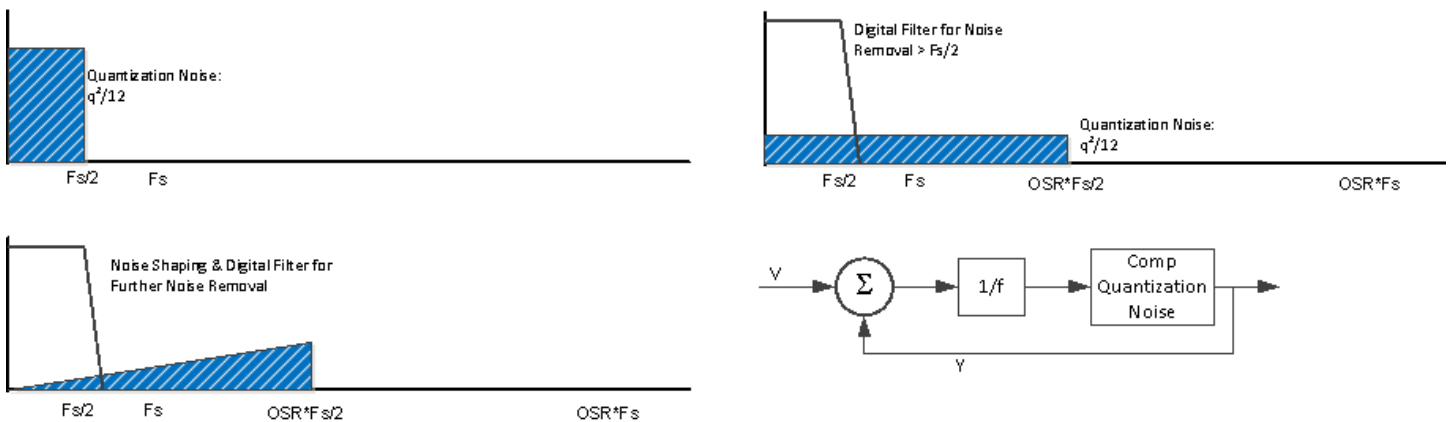 Quantization Noise:
q²/12
Fs/2 Fs
Digital Filter for Noise
Removal > Fs/2
Quantization Noise:
q²/12
Fs/2 Fs OSR*Fs/2 OSR*Fs
Noise Shaping & Digital Filter for
Further Noise Removal
Fs/2 Fs OSR*Fs/2 OSR*Fs
V
Σ
1/f
Comp
Quantization
Noise
Y